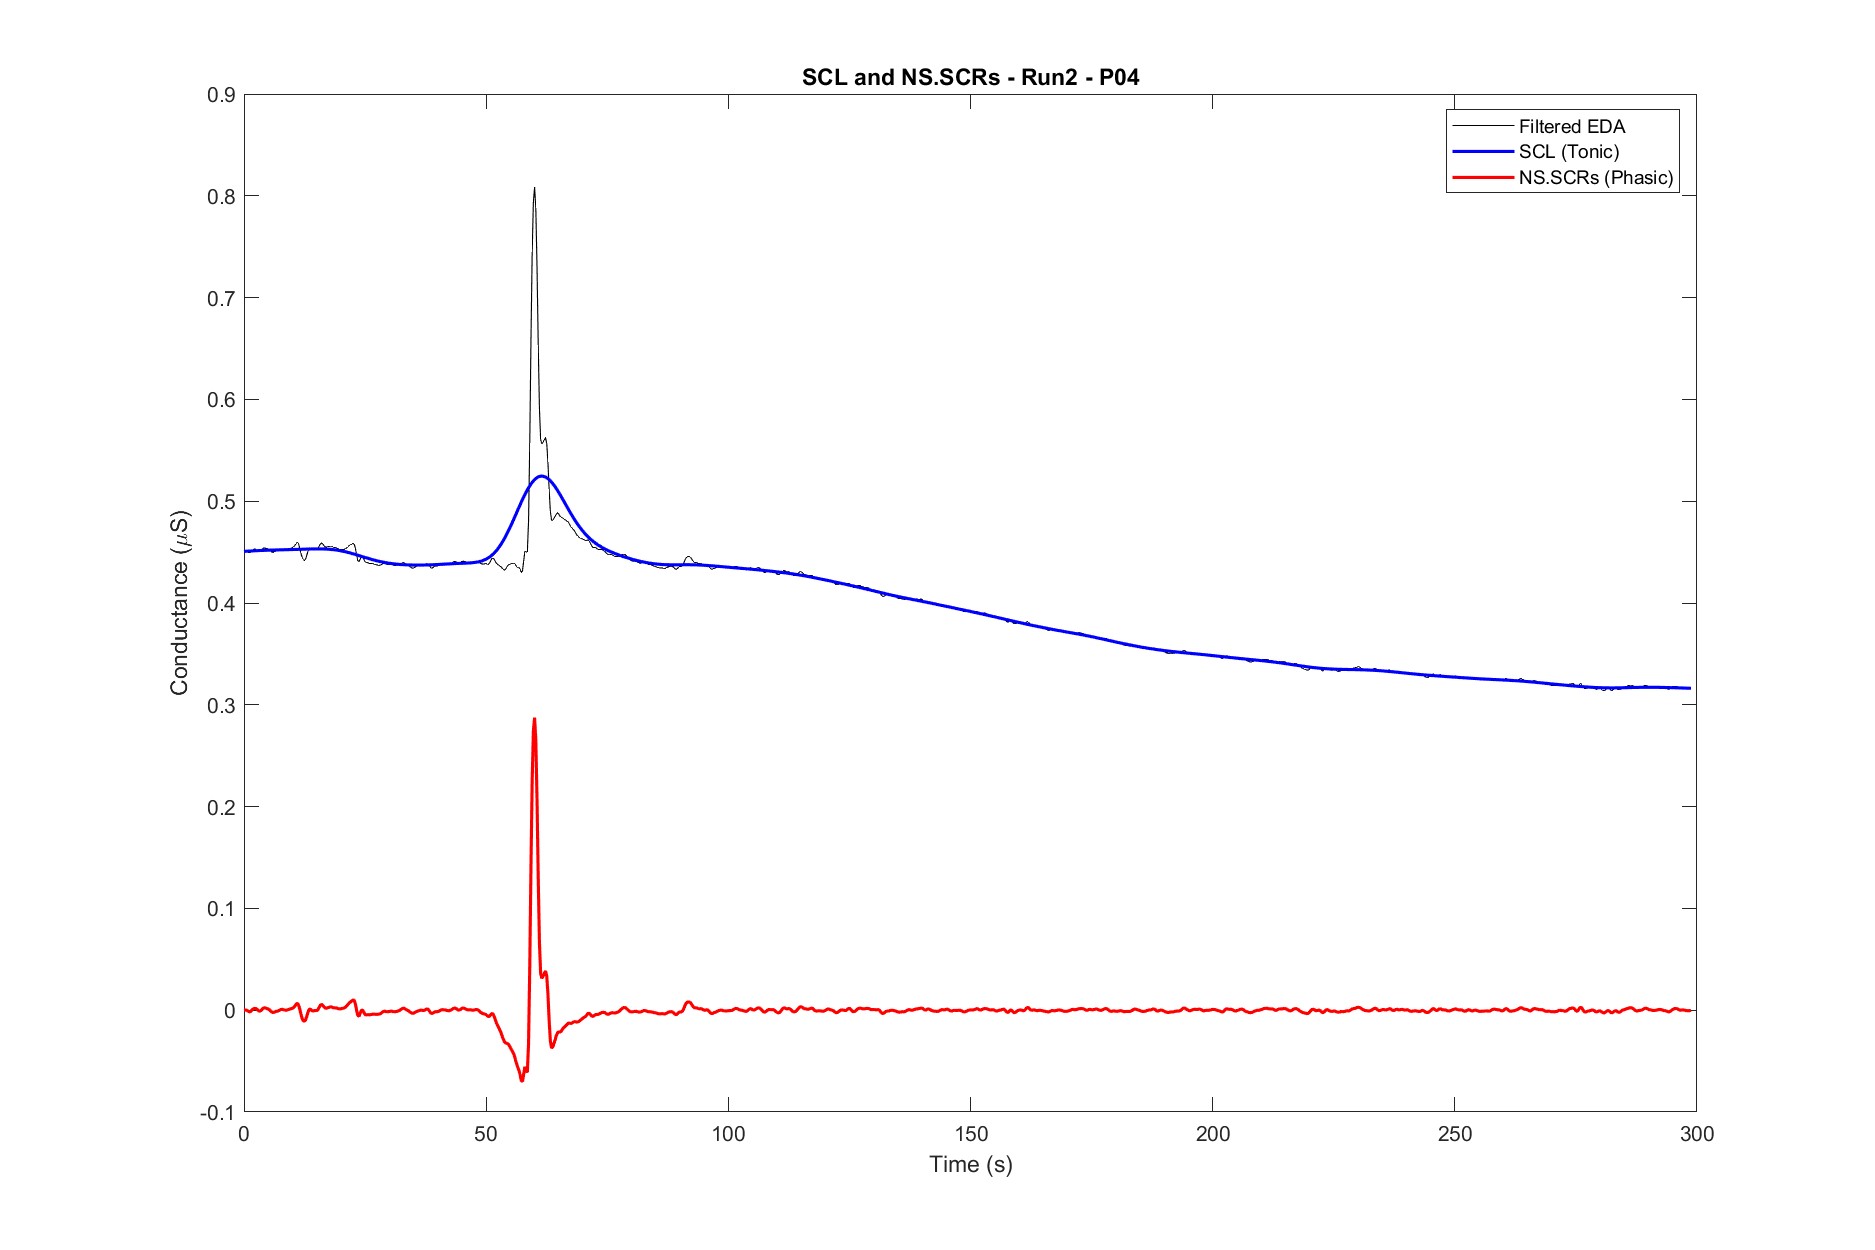 SCL and NS.SCRs - Run2 - P04
0.9
0.8
0.7
0.6
0.5
0.4
0.3
0.2
0.1
0
-0.1
Conductance (μS)
Filtered EDA
SCL (Tonic)
NS.SCRs (Phasic)
0 50 100 150 200 250 300
Time (s)